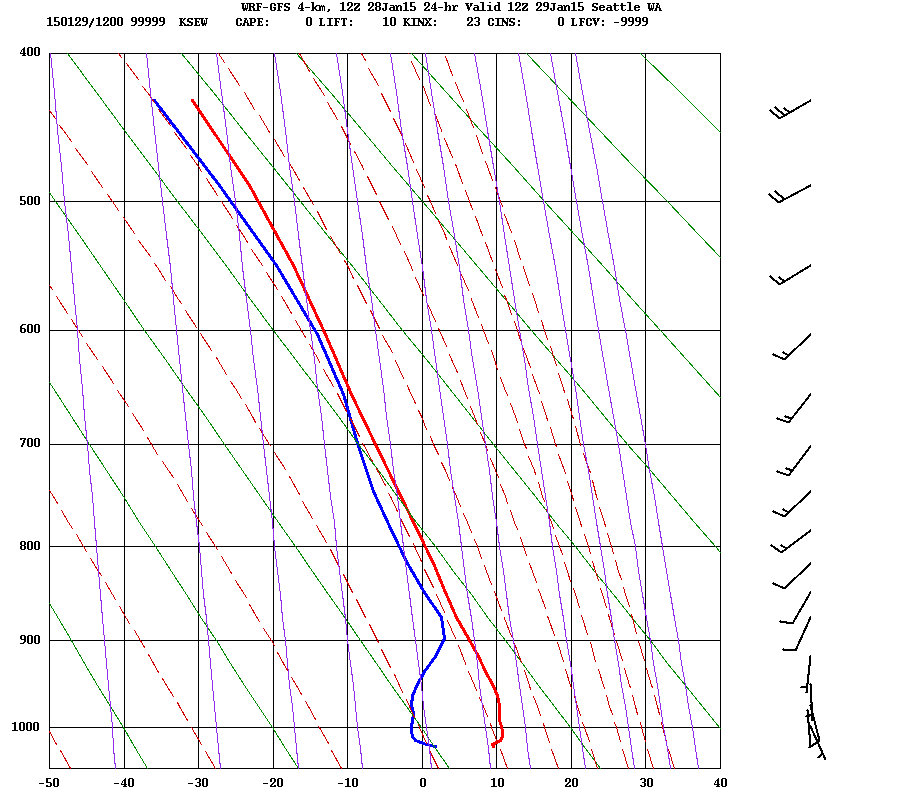 WRF-GFS 4-km, 12Z 28Jan15 24-hr Valid 12Z 29Jan15 Seattle WA
150129/1200 99999 KSEW CAPE: 0 LIFT: 10 KINX: 23 CINS: 0 LFCV: -9999
400
500
600
700
800
900
1000
-50 -40 -30 -20 -10 0 10 20 30 40